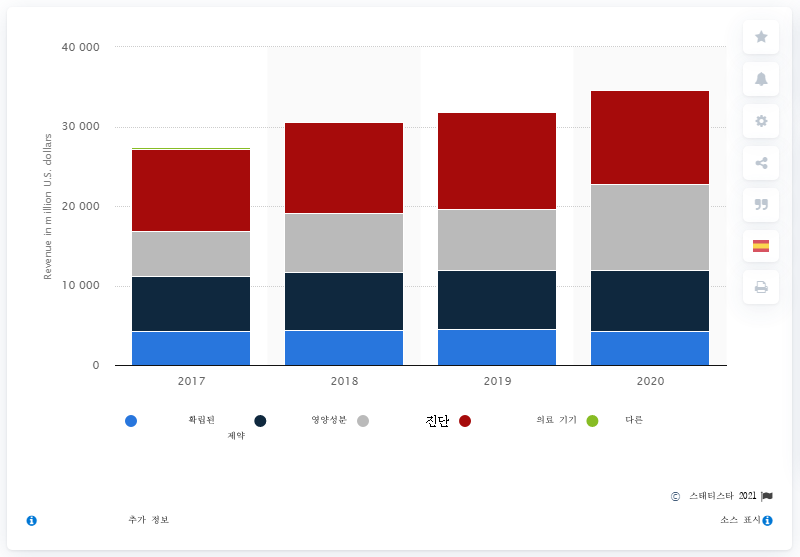 40 000
30 000
20 000
10 000
0
Revenue in million U.S. dollars
2017 2018 2019 2020
확립된 제약
영양성분
진단
의료 기기
다른
© 스태티스타 2021
추가 정보
소스 표시